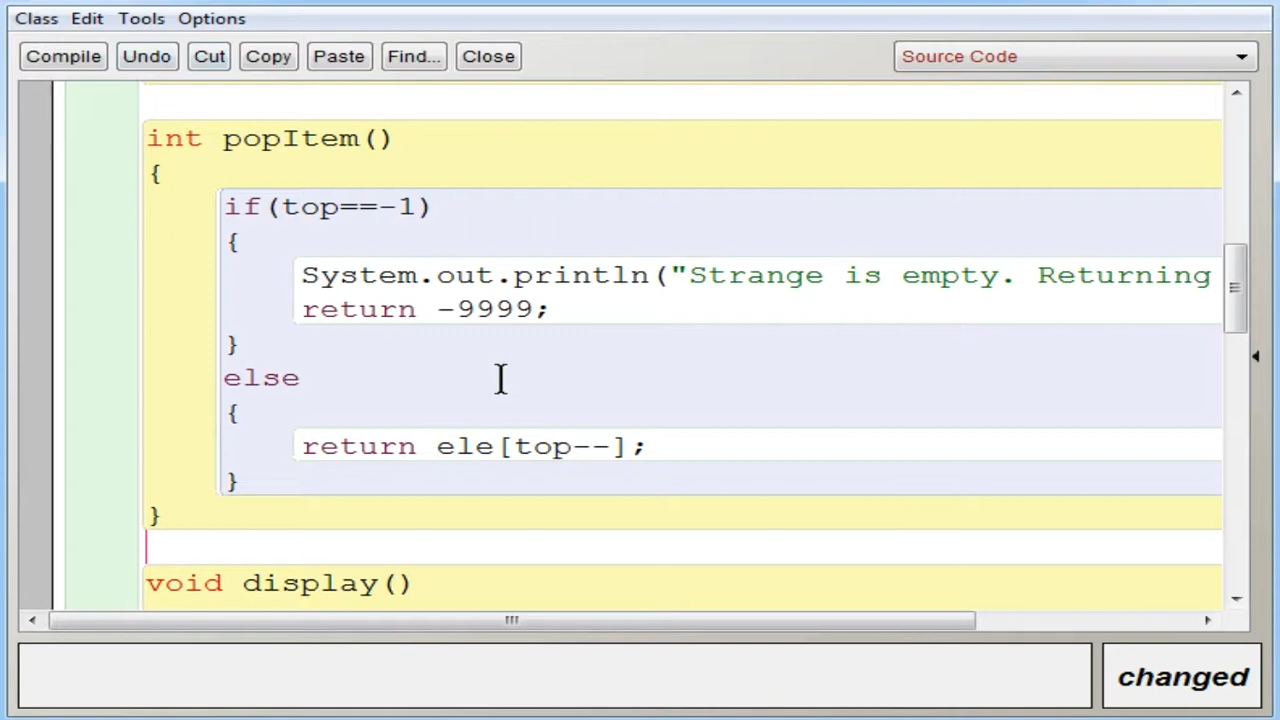 Class Edit Tools Options
Compile Undo Cut Copy Paste Find... Close Source Code
int popItem()
{
if(top==-1)
{
System.out.println("Strange is empty. Returning
return -9999;
}
else
{
return ele[top--];
}
}
void display()
changed